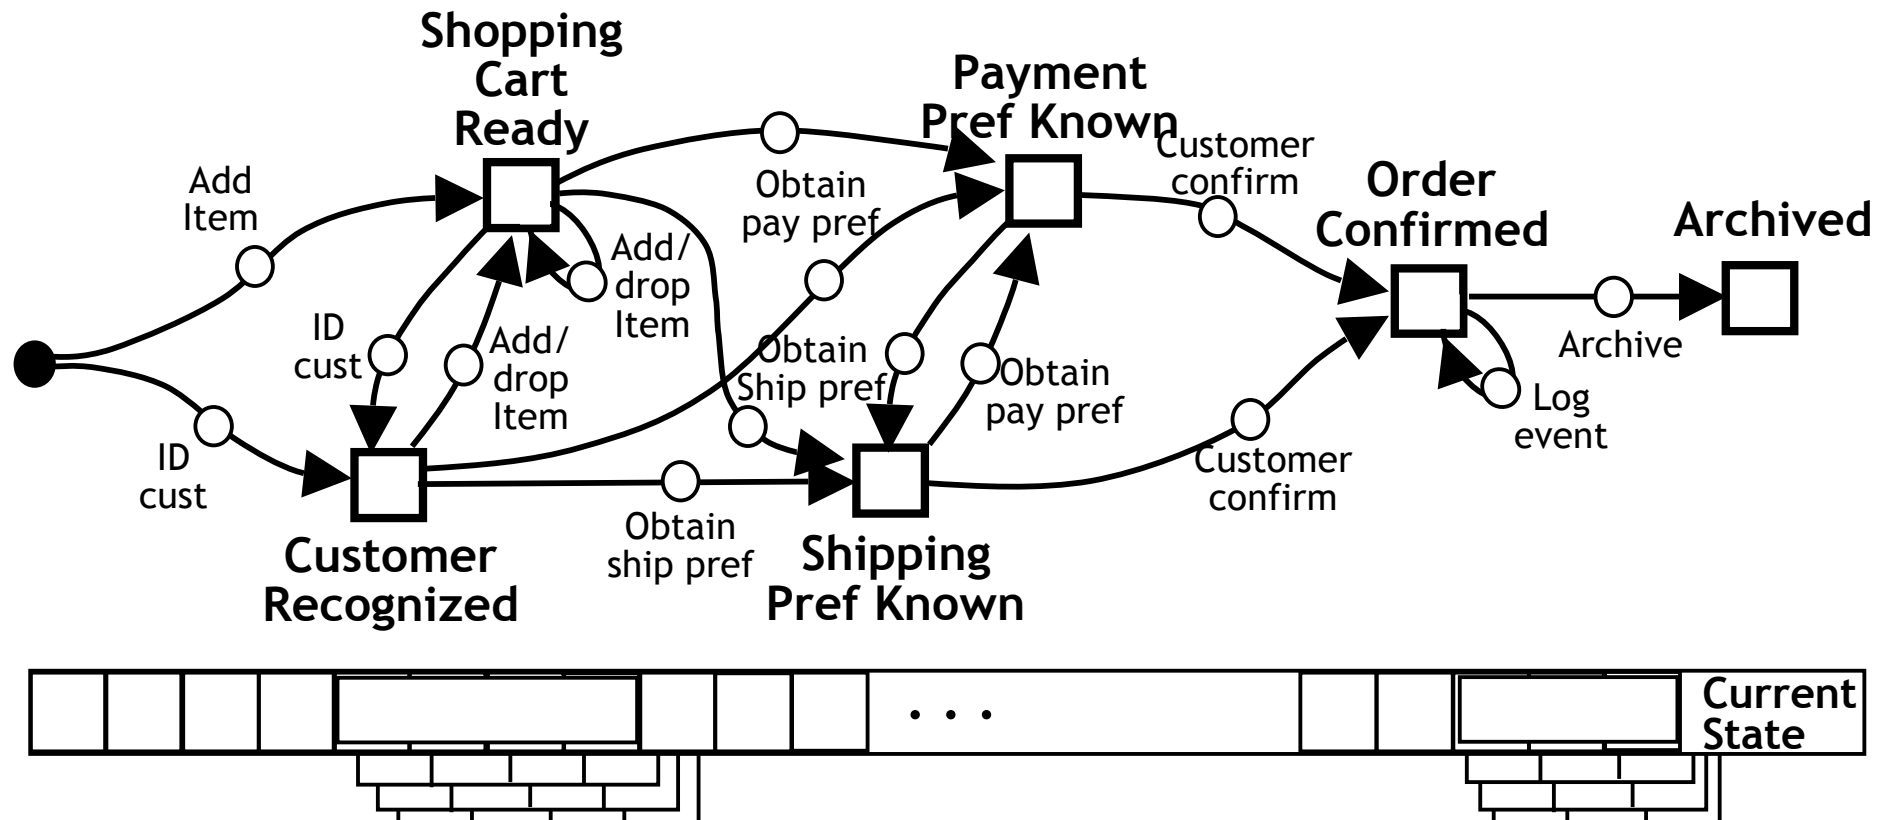 Shopping
Cart
Ready
Payment
Pref Known
Customer
confirm
Order
Confirmed
Archived
Add
Item
Obtain
pay pref
Add/
drop
Item
ID
cust
Add/
drop
Item
Obtain
Ship pref
Obtain
pay pref
Archive
Log
event
ID
cust
Customer
confirm
Obtain
ship pref
Customer
Recognized
Shipping
Pref Known
. . .
Current
State